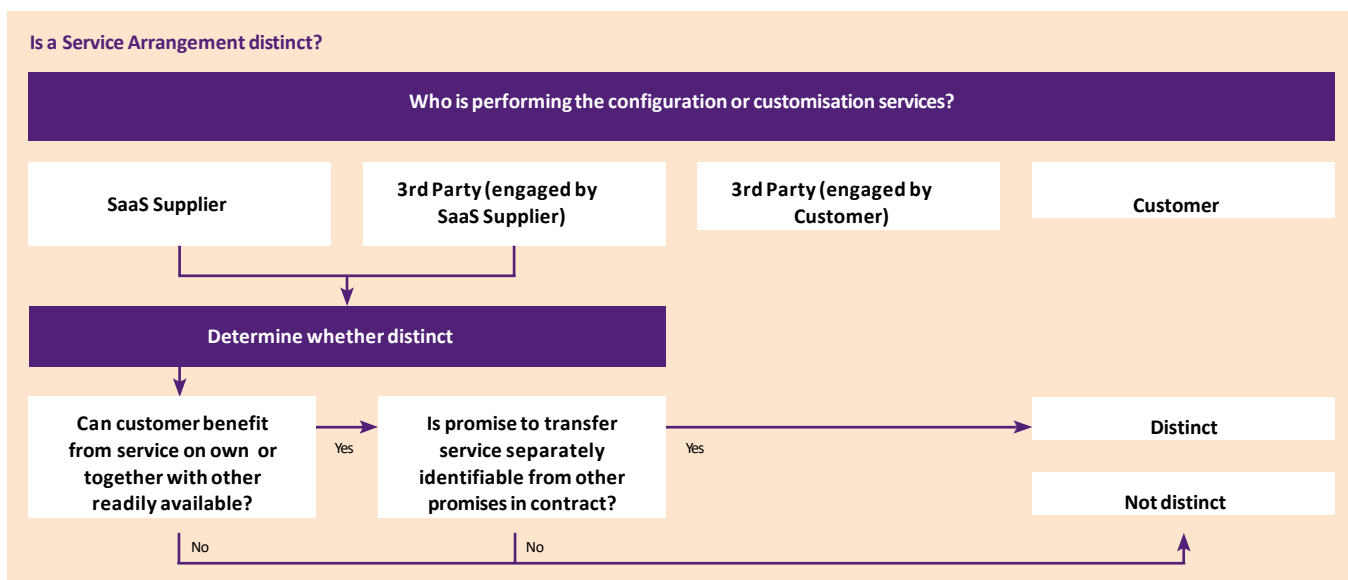 Is a Service Arrangement distinct?
Who is performing the configuration or customisation services?
SaaS Supplier
3rd Party (engaged by
SaaS Supplier)
3rd Party (engaged by
Customer)
Customer
Determine whether distinct
Can customer benefit
from service on own or
together with other
readily available?
Yes
Is promise to transfer
service separately
identifiable from other
promises in contract?
Yes
Distinct
Not distinct
No
No